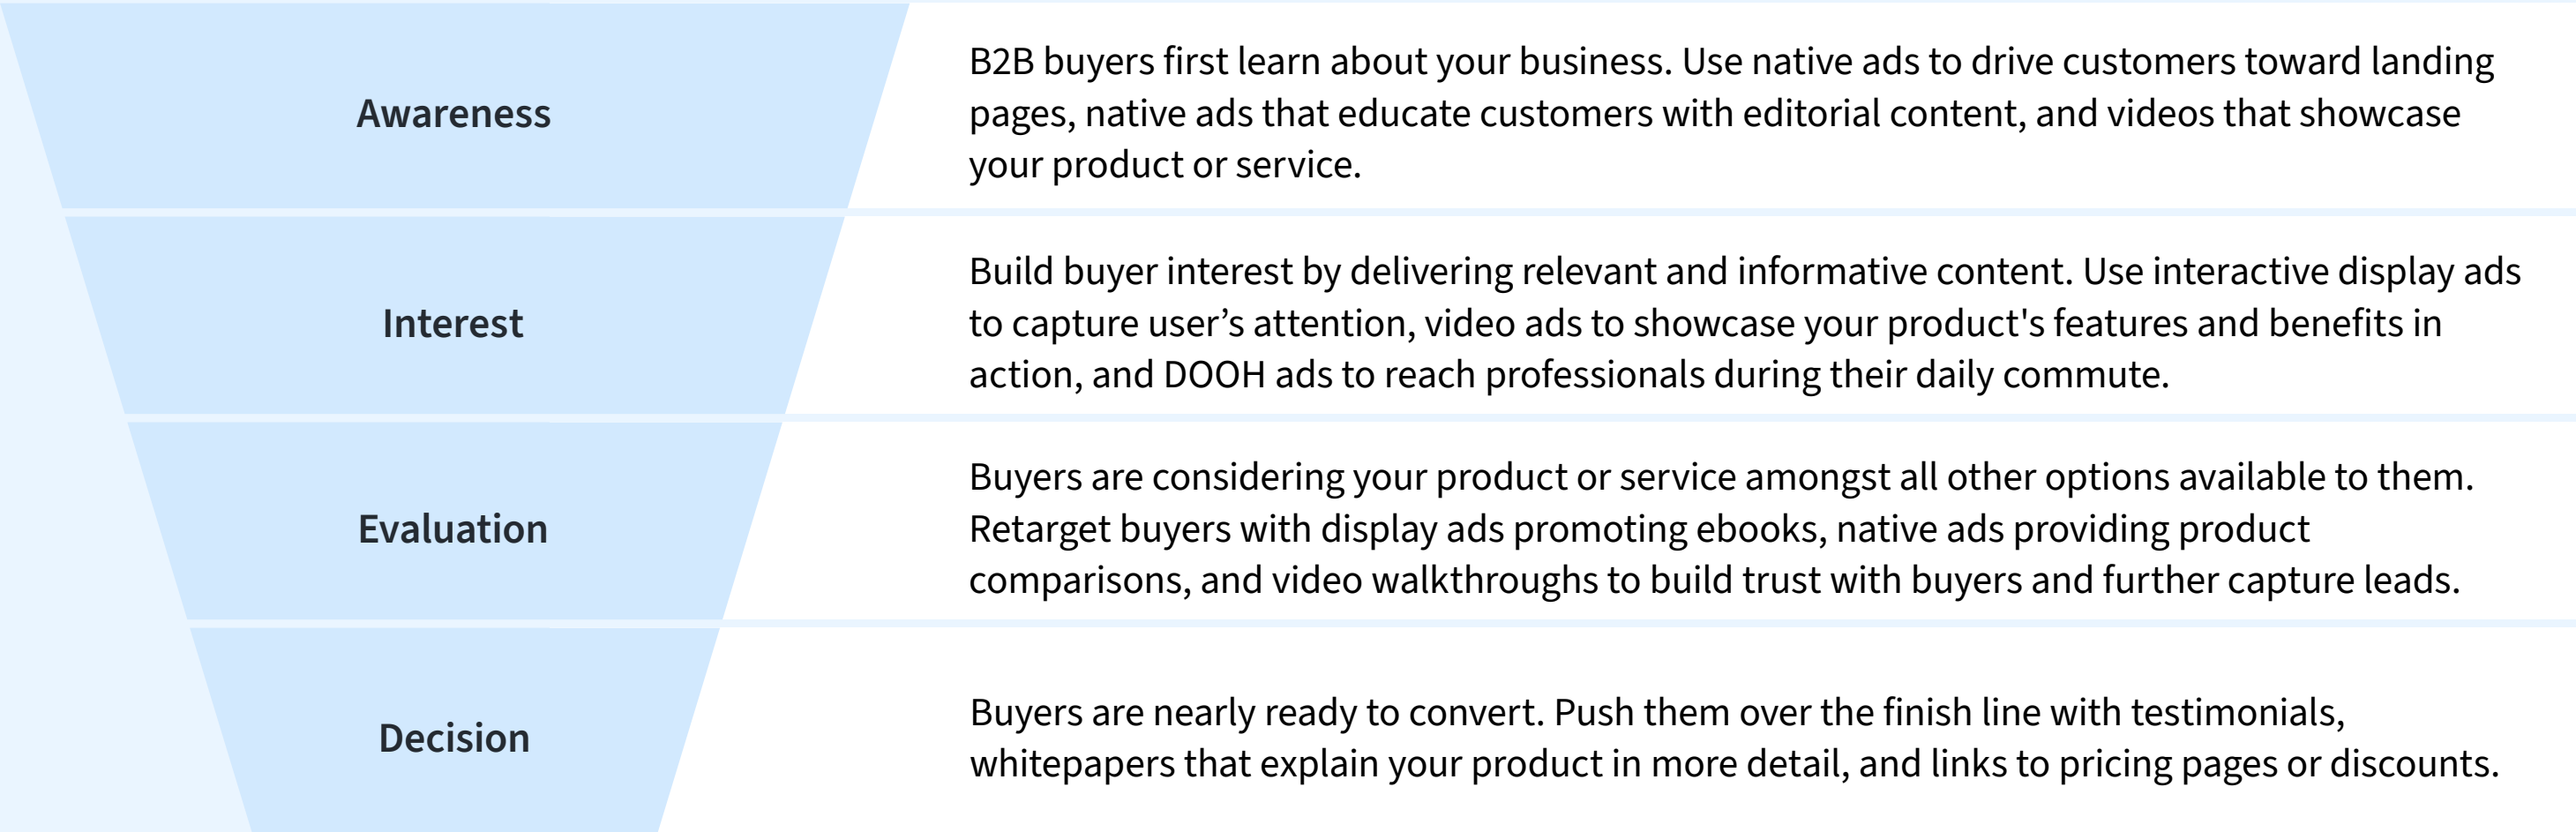 Awareness
B2B buyers first learn about your business. Use native ads to drive customers toward landing
pages, native ads that educate customers with editorial content, and videos that showcase
your product or service.
Interest
Build buyer interest by delivering relevant and informative content. Use interactive display ads
to capture user’s attention, video ads to showcase your product's features and benefits in
action, and DOOH ads to reach professionals during their daily commute.
Evaluation
Buyers are considering your product or service amongst all other options available to them.
Retarget buyers with display ads promoting ebooks, native ads providing product
comparisons, and video walkthroughs to build trust with buyers and further capture leads.
Decision
Buyers are nearly ready to convert. Push them over the finish line with testimonials,
whitepapers that explain your product in more detail, and links to pricing pages or discounts.